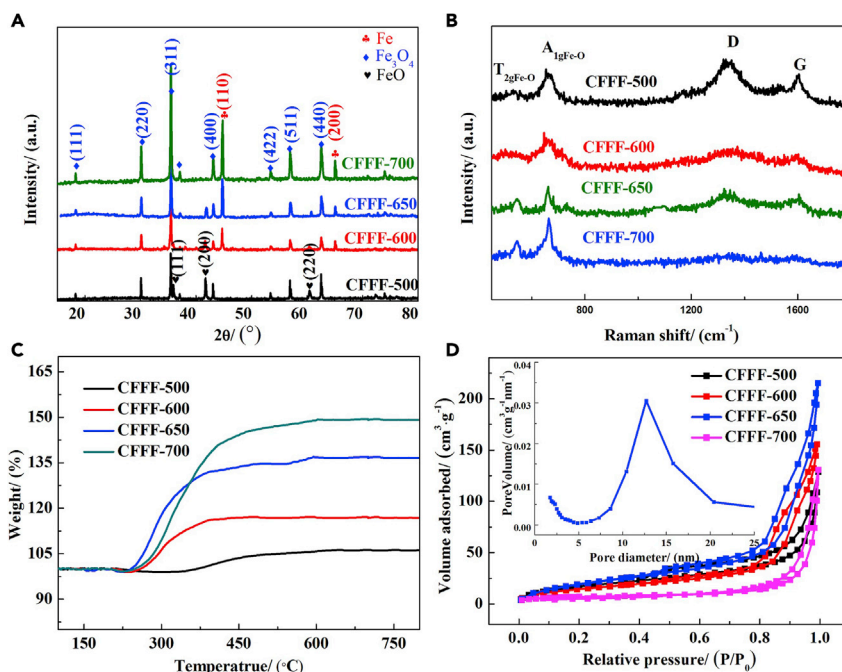 A
♣ Fe
♦ Fe3O4
♥ FeO
(111)
(220)
(311)
(400)
(110)
(422)
(511)
(440)
(200)
CFFF-700
CFFF-650
CFFF-600
(111)
(200)
(220)
CFFF-500
Intensity/ (a.u.)
20 30 40 50 60 70 80
2θ/ (°)
B
T2gFe-O
A1gFe-O
D
G
CFFF-500
CFFF-600
CFFF-650
CFFF-700
Intensity/ (a.u.)
800 1200 1600
Raman shift/ (cm-1)
C
CFFF-500
CFFF-600
CFFF-650
CFFF-700
165
150
135
120
105
90
Weight/ (%)
150 300 450 600 750
Temperatrue/ (°C)
D
CFFF-500
CFFF-600
CFFF-650
CFFF-700
250
200
150
100
50
0
Volume adsorbed/ (cm3·g-1)
0.0 0.2 0.4 0.6 0.8 1.0
Relative pressure/ (P/P0)
0.04
0.03
0.02
0.01
0.00
PoreVolume/ (cm3g-1nm-1)
0 5 10 15 20 25
Pore diameter/ (nm)